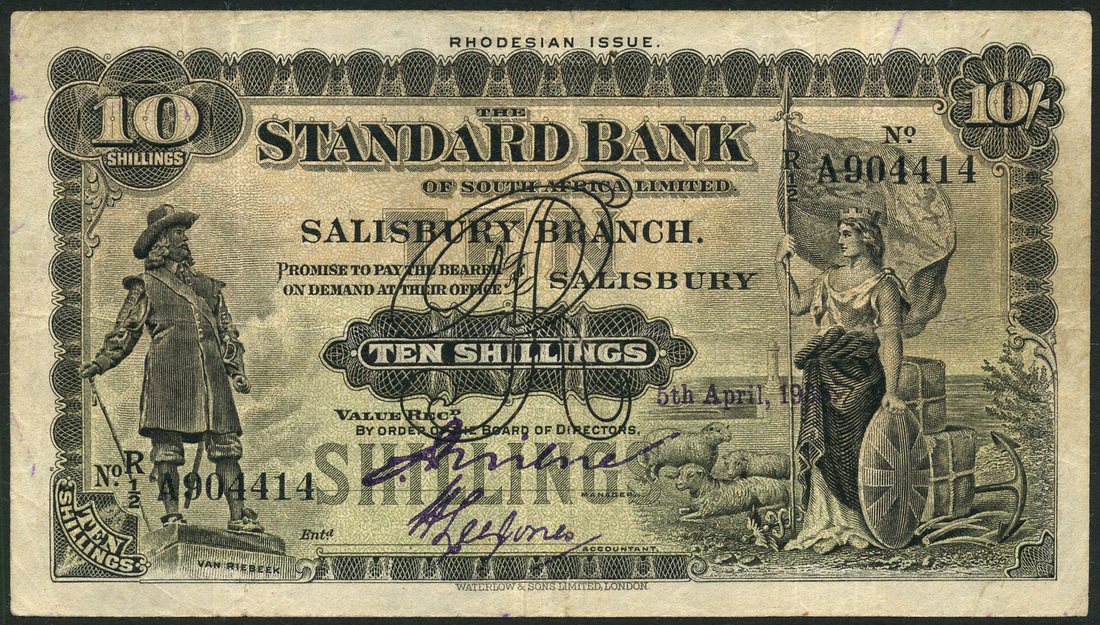 RHODESIAN ISSUE.
10
SHILLINGS
10/-
THE
STANDARD BANK
OF SOUTH AFRICA LIMITED.
No.
R
1/2
A904414
TEN
SALISBURY BRANCH.
PROMISE TO PAY THE BEARER
ON DEMAND AT THEIR OFFICE
SALISBURY
TEN SHILLINGS
5th April,
VALUE RECD.
BY ORDER OF THE BOARD OF DIRECTORS,
SHILLINGS
MANAGER.
No.
R
1/2
A904414
Entd
ACCOUNTANT.
TEN
SHILLINGS
VAN RIEBEEK
WATERLOW & SONS LIMITED, LONDON.